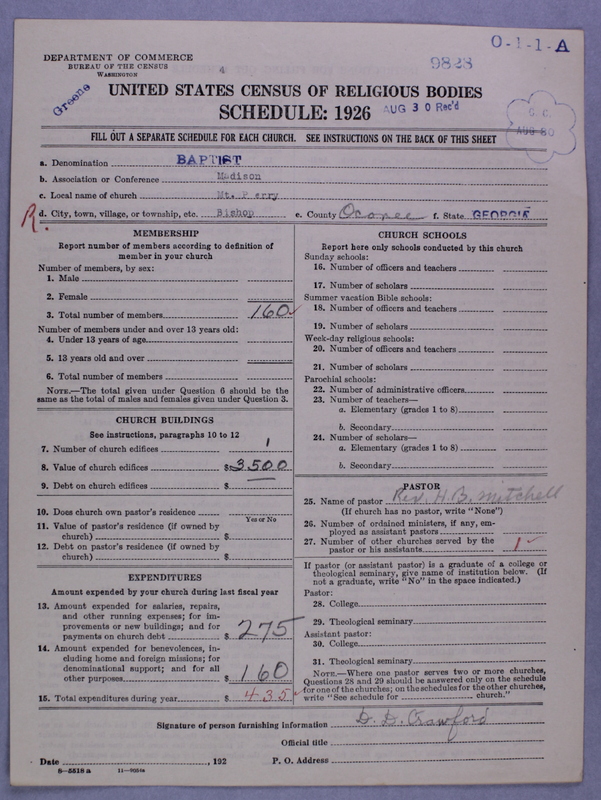 O-1-1-A
DEPARTMENT OF COMMERCE
BUREAU OF THE CENSUS
WASHINGTON
4
9828
Greene
UNITED STATES CENSUS OF RELIGIOUS BODIES
SCHEDULE: 1926
AUG 30 Rec'd
AUG 30
FILL OUT A SEPARATE SCHEDULE FOR EACH CHURCH. SEE INSTRUCTIONS ON THE BACK OF THIS SHEET
a. Denomination BAPTIST
b. Association or Conference Madison
c. Local name of church Mt. Perry
R. d. City, town, village, or township, etc. Bishop e. County Oconee f. State GEORGIA
MEMBERSHIP
Report number of members according to definition of
member in your church
Number of members, by sex:
1. Male
2. Female
3. Total number of members 160 ✓
Number of members under and over 13 years old:
4. Under 13 years of age
5. 13 years old and over
6. Total number of members
NOTE.—The total given under Question 6 should be the
same as the total of males and females given under Question 3.
CHURCH BUILDINGS
See instructions, paragraphs 10 to 12
7. Number of church edifices 1
8. Value of church edifices $3500
9. Debt on church edifices $ —
10. Does church own pastor's residence
Yes or No
11. Value of pastor's residence (if owned by
church) $
12. Debt on pastor's residence (if owned by
church) $
EXPENDITURES
Amount expended by your church during last fiscal year
13. Amount expended for salaries, repairs,
and other running expenses; for im-
provements or new buildings; and for
payments on church debt $ 275
14. Amount expended for benevolences, in-
cluding home and foreign missions; for
denominational support; and for all
other purposes $ 160
15. Total expenditures during year $ 435 ✓
CHURCH SCHOOLS
Report here only schools conducted by this church
Sunday schools:
16. Number of officers and teachers
17. Number of scholars
Summer vacation Bible schools:
18. Number of officers and teachers
19. Number of scholars
Week-day religious schools:
20. Number of officers and teachers
21. Number of scholars
Parochial schools:
22. Number of administrative officers
23. Number of teachers—
a. Elementary (grades 1 to 8)
b. Secondary
24. Number of scholars—
a. Elementary (grades 1 to 8)
b. Secondary
PASTOR
25. Name of pastor Rev. H. B. Mitchell
(If church has no pastor, write "None")
26. Number of ordained ministers, if any, em-
ployed as assistant pastors
27. Number of other churches served by the
pastor or his assistants 1 ✓
If pastor (or assistant pastor) is a graduate of a college or
theological seminary, give name of institution below. (If
not a graduate, write "No" in the space indicated.)
Pastor:
28. College
29. Theological seminary
Assistant pastor:
30. College
31. Theological seminary
NOTE.—Where one pastor serves two or more churches,
Questions 28 and 29 should be answered only on the schedule
for one of the churches; on the schedules for the other churches,
write "See schedule for church."
Signature of person furnishing information D. D. Crawford
Official title
Date , 192 P. O. Address
8-5518 a